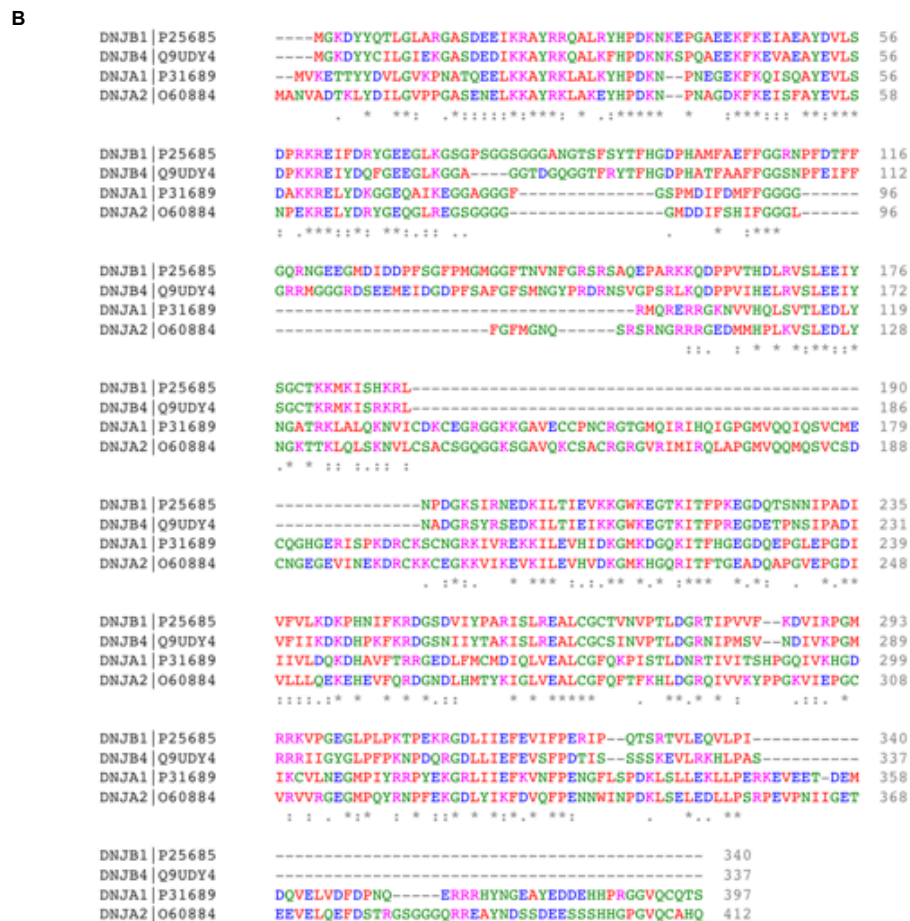 B
DNJB1|P25685 ----MGKDYYQTLGLARGASDEEIKRAYRRQALRYHPDKNKEPGAEEKFKEIAEAYDVLS 56
DNJB4|Q9UDY4 ----MGKDYYCILGIEKGASDEDIKKAYRKQALKFHPDKNKSPQAEEKFKEVAEAYEVLS 56
DNJA1|P31689 --MVKETTYYDVLGVKPNATQEELKKAYRKLALKYHPDKN--PNEGEKFKQISQAYEVLS 56
DNJA2|O60884 MANVADTKLYDILGVPPGASENELKKAYRKLAKEYHPDKN--PNAGDKFKEISFAYEVLS 58
. * **: .*:::::*:***: * .:***** * :***:: **:***
DNJB1|P25685 DPRKREIFDRYGEEGLKGSGPSGGSGGGANGTSFSYTFHGDPHAMFAEFFGGRNPFDTFF 116
DNJB4|Q9UDY4 DPKKREIYDQFGEEGLKGGA----GGTDGQGGTFRYTFHGDPHATFAAFFGGSNPFEIFF 112
DNJA1|P31689 DAKKRELYDKGGEQAIKEGGAGGGF--------------GSPMDIFDMFFGGG------- 96
DNJA2|O60884 NPEKRELYDRYGEQGLREGSGGGG---------------GMDDIFSHIFGGGL------- 96
: .***::*: **:.:: .. . * :***
DNJB1|P25685 GQRNGEEGMDIDDPFSGFPMGMGGFTNVNFGRSRSAQEPARKKQDPPVTHDLRVSLEEIY 176
DNJB4|Q9UDY4 GRRMGGGRDSEEMEIDGDPFSAFGFSMNGYPRDRNSVGPSRLKQDPPVIHELRVSLEEIY 172
DNJA1|P31689 ---------------------------------RMQRERRGKNVVHQLSVTLEDLY 119
DNJA2|O60884 --------------------FGFMGNQ------SRSRNGRRRGEDMMHPLKVSLEDLY 128
::. : * * *:**::*
DNJB1|P25685 SGCTKKMKISHKRL---------------------------------------------- 190
DNJB4|Q9UDY4 SGCTKRMKISRKRL---------------------------------------------- 186
DNJA1|P31689 NGATRKLALQKNVICDKCEGRGGKKGAVECCPNCRGTGMQIRIHQIGPGMVQQIQSVCME 179
DNJA2|O60884 NGKTTKLQLSKNVLCSACSGQGGKSGAVQKCSACRGRGVRIMIRQLAPGMVQQMQSVCSD 188
.* * :: :.:: :
DNJB1|P25685 ---------------NPDGKSIRNEDKILTIEVKKGWKEGTKITFPKEGDQTSNNIPADI 235
DNJB4|Q9UDY4 ---------------NADGRSYRSEDKILTIEIKKGWKEGTKITFPREGDETPNSIPADI 231
DNJA1|P31689 CQGHGERISPKDRCKSCNGRKIVREKKILEVHIDKGMKDGQKITFHGEGDQEPGLEPGDI 239
DNJA2|O60884 CNGEGEVINEKDRCKKCEGKKVIKEVKILEVHVDKGMKHGQRITFTGEADQAPGVEPGDI 248
. :*:. * *** :.:.** *.* :*** *.*: . *.**
DNJB1|P25685 VFVLKDKPHNIFKRDGSDVIYPARISLREALCGCTVNVPTLDGRTIPVVF--KDVIRPGM 293
DNJB4|Q9UDY4 VFIIKDKDHPKFKRDGSNIIYTAKISLREALCGCSINVPTLDGRNIPMSV--NDIVKPGM 289
DNJA1|P31689 IIVLDQKDHAVFTRRGEDLFMCMDIQLVEALCGFQKPISTLDNRTIVITSHPGQIVKHGD 299
DNJA2|O60884 VLLLQEKEHEVFQRDGNDLHMTYKIGLVEALCGFQFTFKHLDGRQIVVKYPPGKVIEPGC 308
::::.:* * * * *.:: * * ***** . **.* * : .::. *
DNJB1|P25685 RRKVPGEGLPLPKTPEKRGDLIIEFEVIFPERIP--QTSRTVLEQVLPI----------- 340
DNJB4|Q9UDY4 RRRIIGYGLPFPKNPDQRGDLLIEFEVSFPDTIS--SSSKEVLRKHLPAS---------- 337
DNJA1|P31689 IKCVLNEGMPIYRRPYEKGRLIIEFKVNFPENGFLSPDKLSLLEKLLPERKEVEET-DEM 358
DNJA2|O60884 VRVVRGEGMPQYRNPFEKGDLYIKFDVQFPENNWINPDKLSELEDLLPSRPEVPNIIGET 368
: : . *:* : * ::* * *:*.* **: . *.. **
DNJB1|P25685 --------------------------------------------- 340
DNJB4|Q9UDY4 --------------------------------------------- 337
DNJA1|P31689 DQVELVDFDPNQ-----ERRRHYNGEAYEDDEHHPRGGVQCQTS 397
DNJA2|O60884 EEVELQEFDSTRGSGGGQRREAYNDSSDEESSSHHGPGVQCAHQ 412